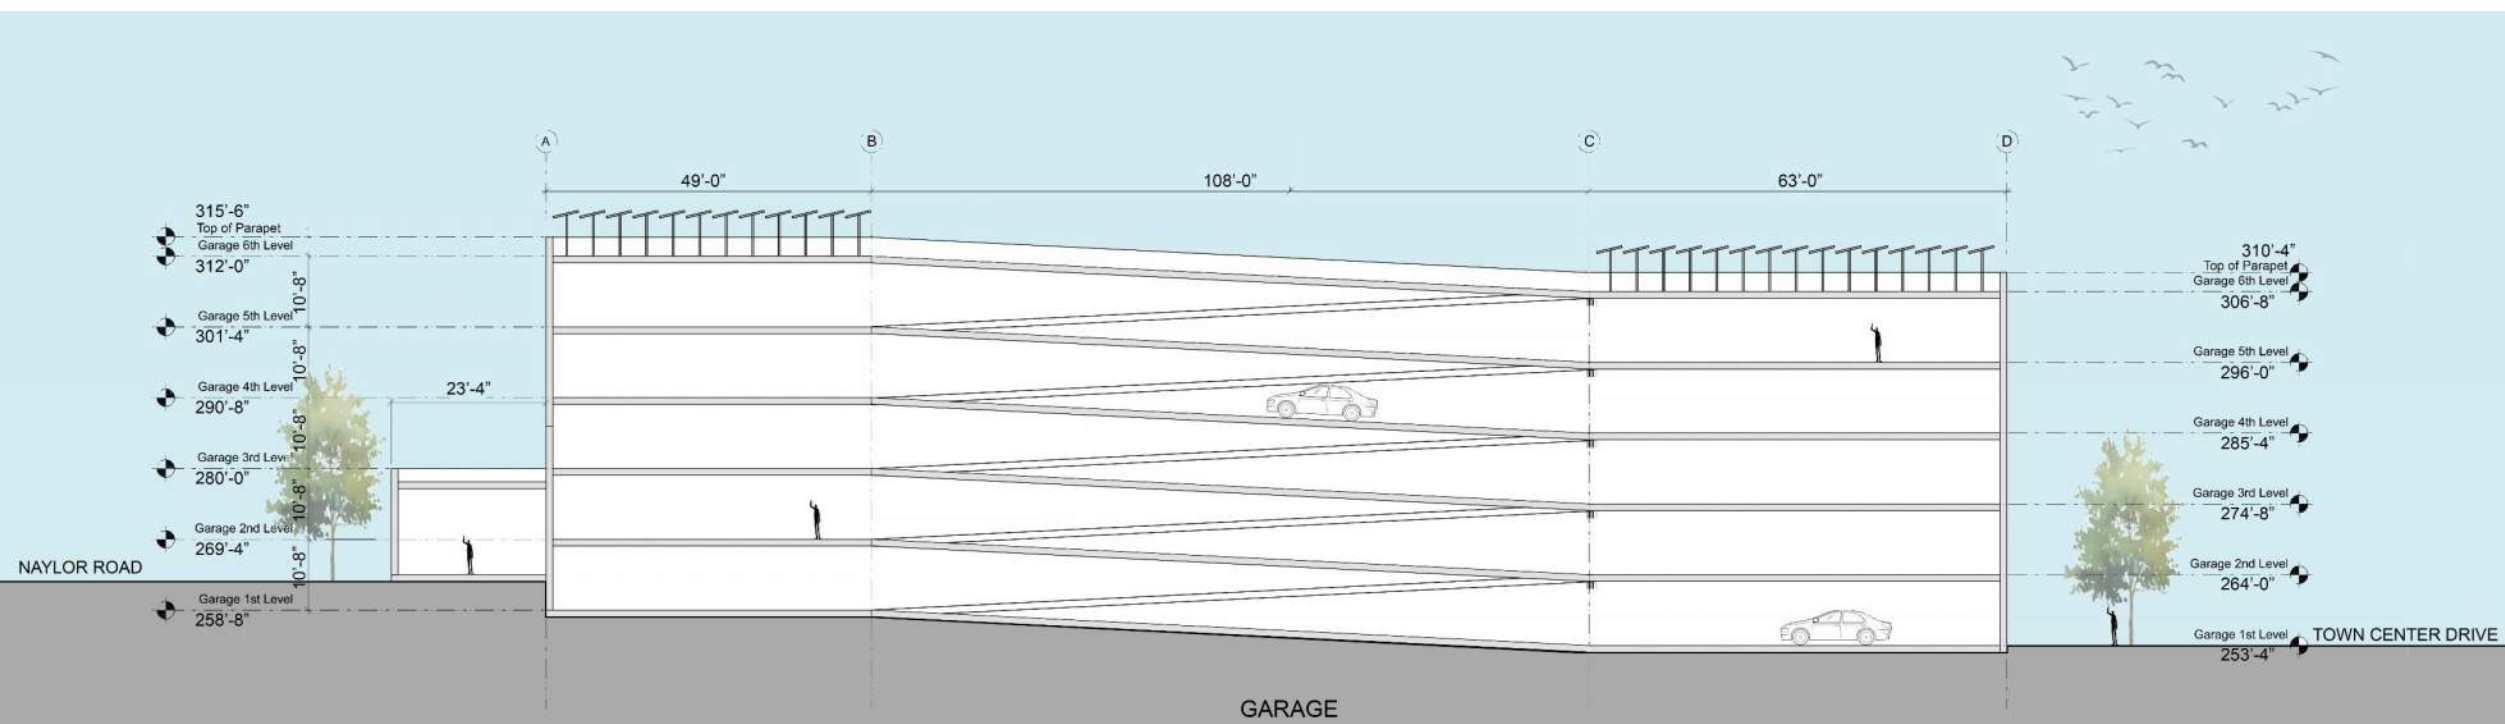 A
B
C
D
49'-0"
108'-0"
63'-0"
315'-6"
Top of Parapet
Garage 6th Level
312'-0"
10'-8"
Garage 5th Level
301'-4"
10'-8"
Garage 4th Level
290'-8"
23'-4"
10'-8"
Garage 3rd Level
280'-0"
10'-8"
Garage 2nd Level
269'-4"
10'-8"
NAYLOR ROAD
Garage 1st Level
258'-8"
310'-4"
Top of Parapet
Garage 6th Level
306'-8"
Garage 5th Level
296'-0"
Garage 4th Level
285'-4"
Garage 3rd Level
274'-8"
Garage 2nd Level
264'-0"
Garage 1st Level
TOWN CENTER DRIVE
253'-4"
GARAGE